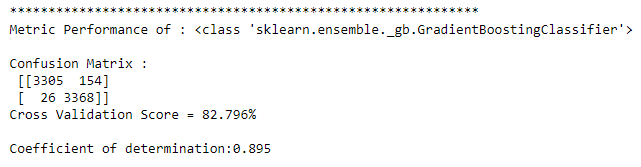 *************************************************************
Metric Performance of : <class 'sklearn.ensemble._gb.GradientBoostingClassifier'>
Confusion Matrix :
[[3305 154]
[ 26 3368]]
Cross Validation Score = 82.796%
Coefficient of determination:0.895